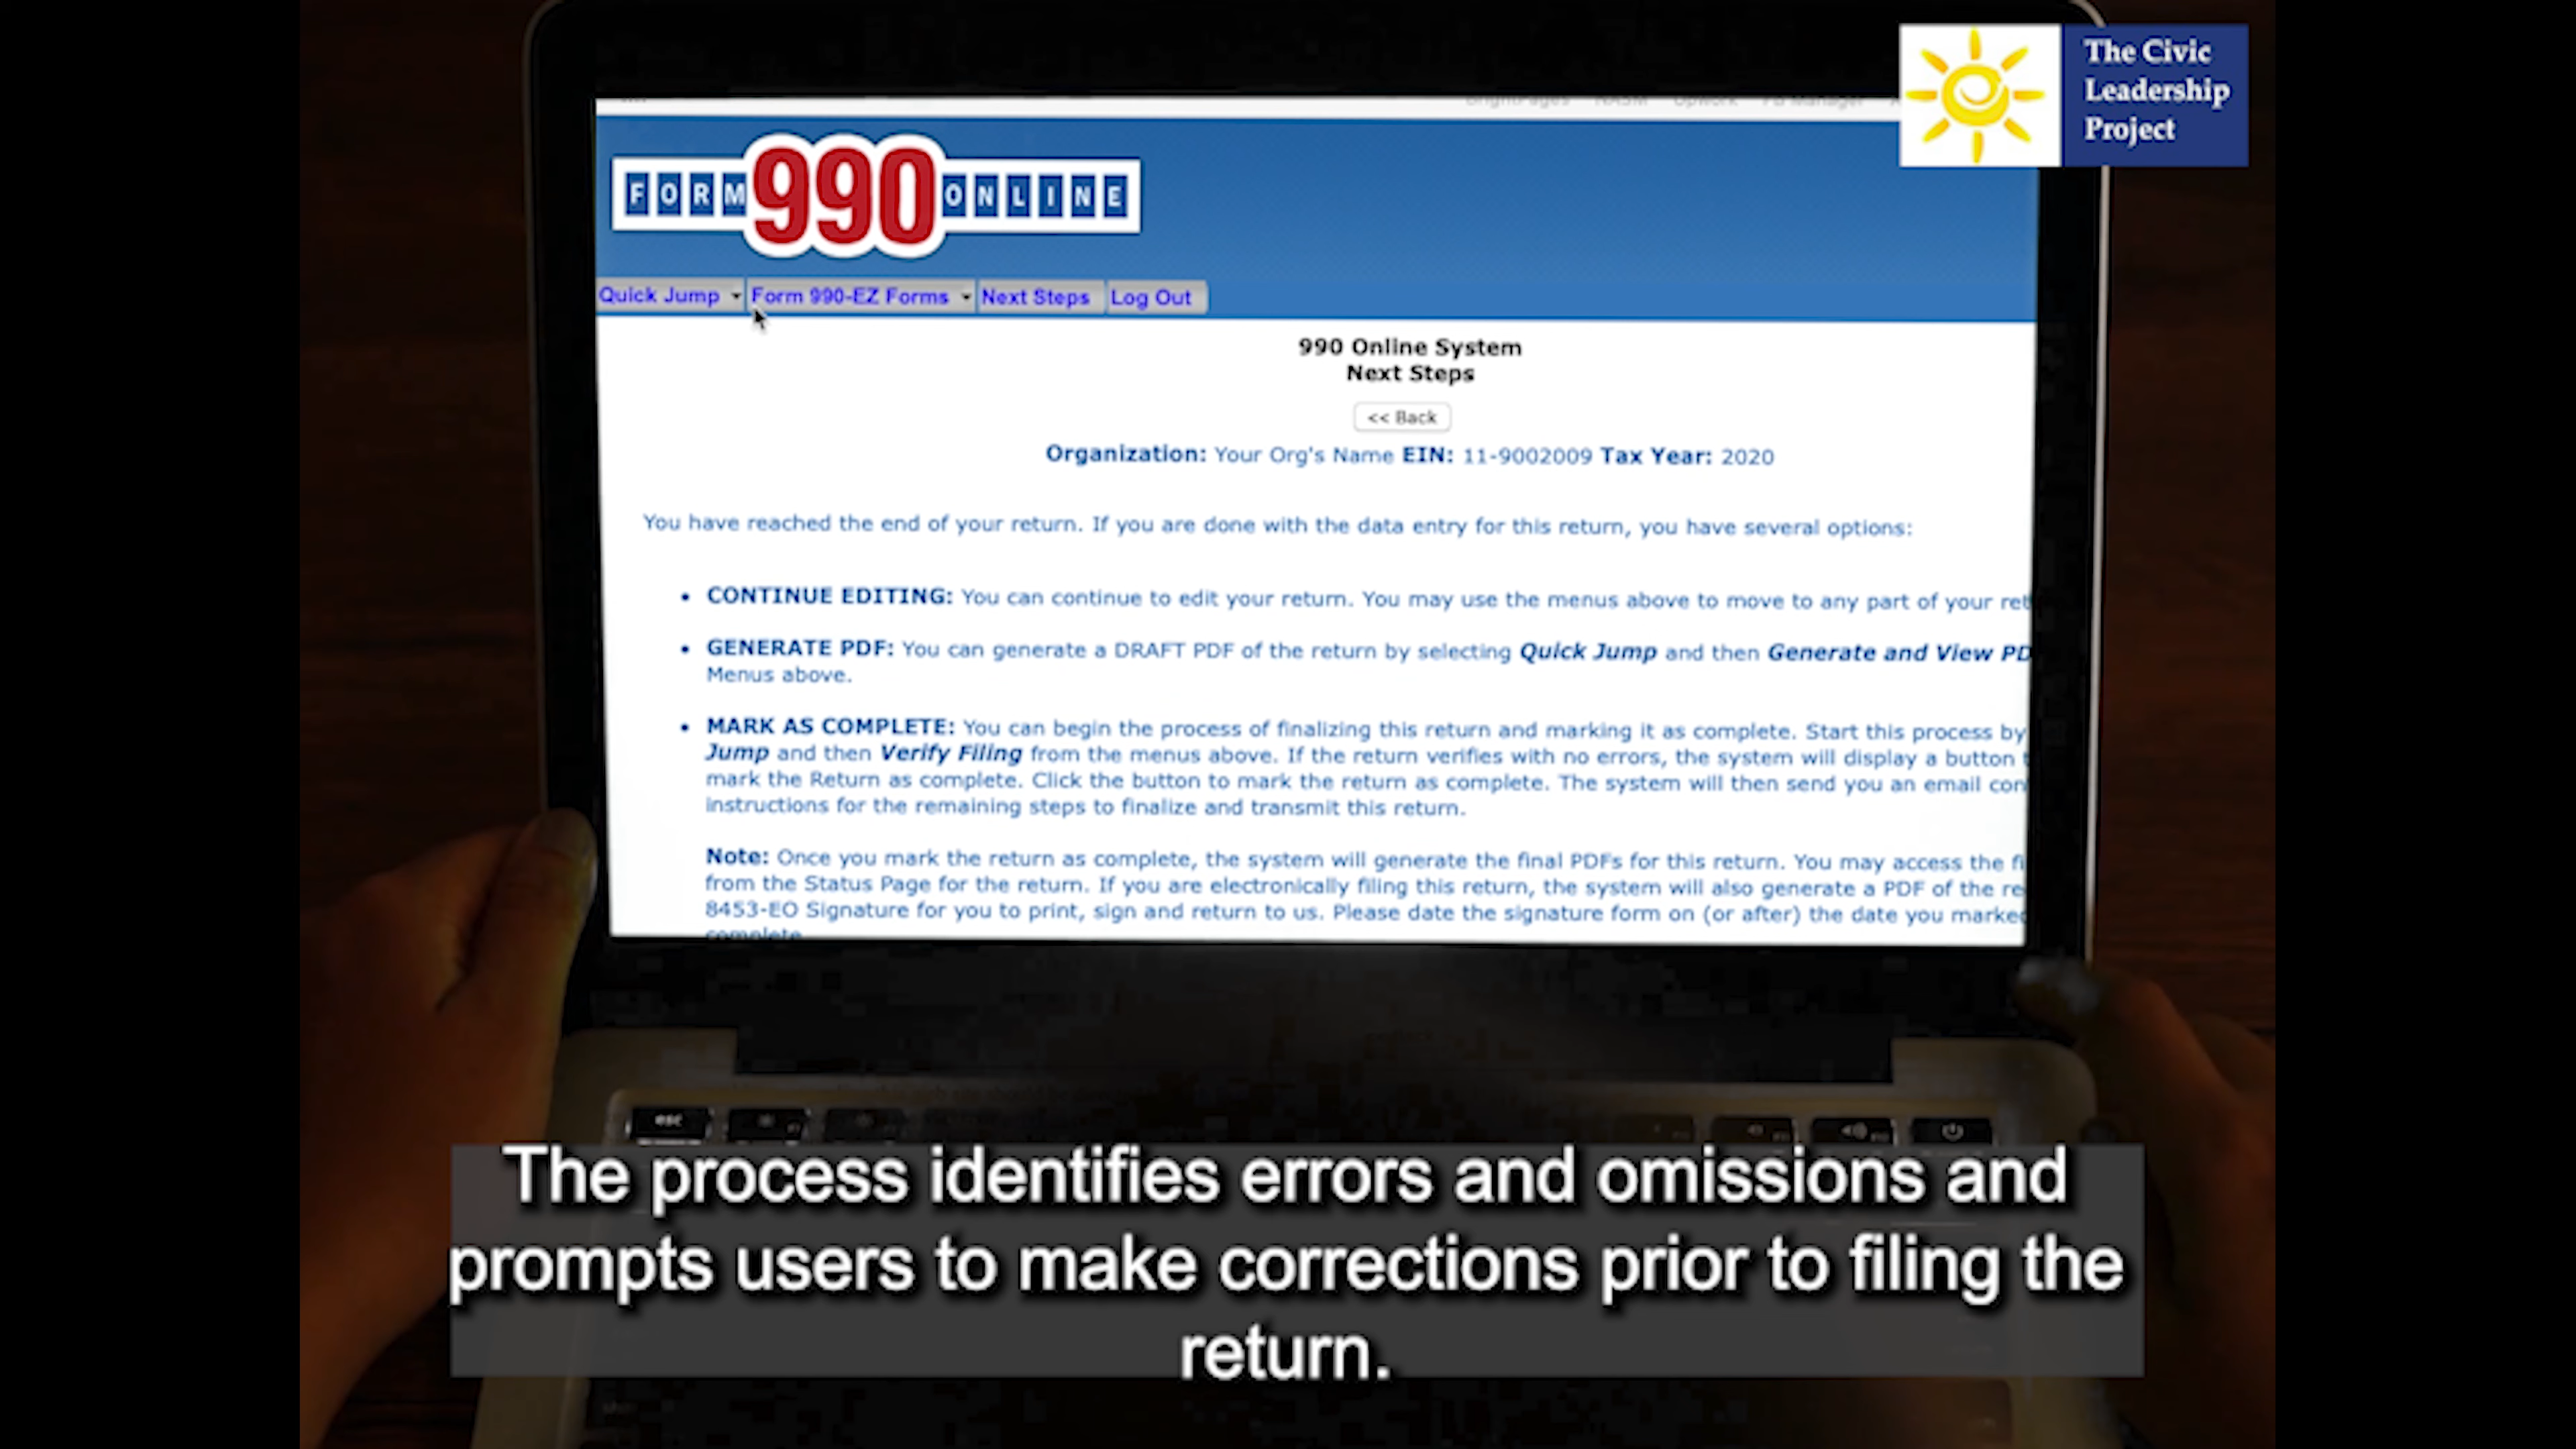 The Civic
Leadership
Project
FORM 990 ONLINE
Quick Jump Form 990-EZ Forms Next Steps Log Out
990 Online System
Next Steps
<< Back
Organization: Your Org's Name EIN: 11-9002009 Tax Year: 2020
You have reached the end of your return. If you are done with the data entry for this return, you have several options:
• CONTINUE EDITING: You can continue to edit your return. You may use the menus above to move to any part of your ret
• GENERATE PDF: You can generate a DRAFT PDF of the return by selecting Quick Jump and then Generate and View PD
Menus above.
• MARK AS COMPLETE: You can begin the process of finalizing this return and marking it as complete. Start this process by
Jump and then Verify Filing from the menus above. If the return verifies with no errors, the system will display a button t
mark the Return as complete. Click the button to mark the return as complete. The system will then send you an email con
instructions for the remaining steps to finalize and transmit this return.
Note: Once you mark the return as complete, the system will generate the final PDFs for this return. You may access the fi
from the Status Page for the return. If you are electronically filing this return, the system will also generate a PDF of the re
8453-EO Signature for you to print, sign and return to us. Please date the signature form on (or after) the date you marked
complete
esc
The process identifies errors and omissions and
prompts users to make corrections prior to filing the
return.